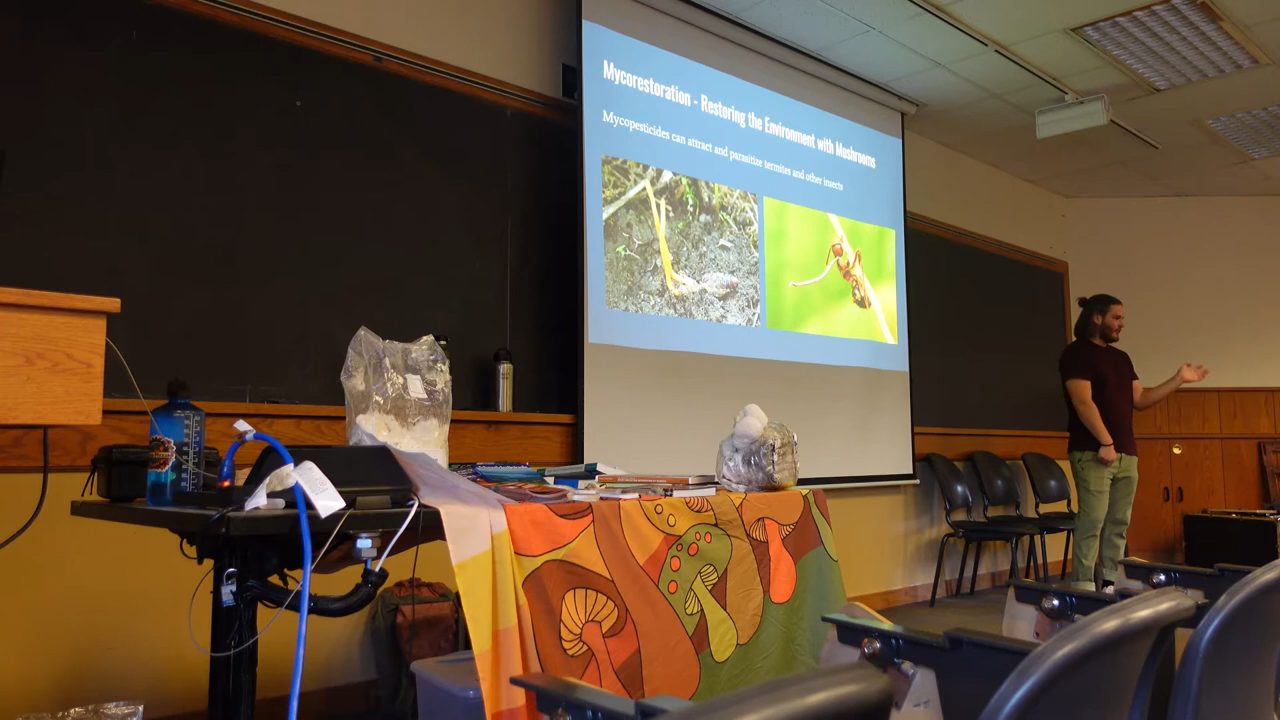 Mycorestoration - Restoring the Environment with Mushrooms
Mycopesticides can attract and parasitize termites and other insects